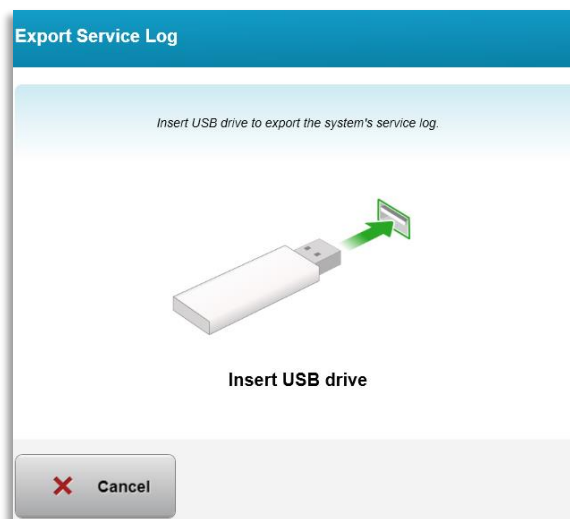 Export Service Log
Insert USB drive to export the system's service log.
Insert USB drive
Cancel